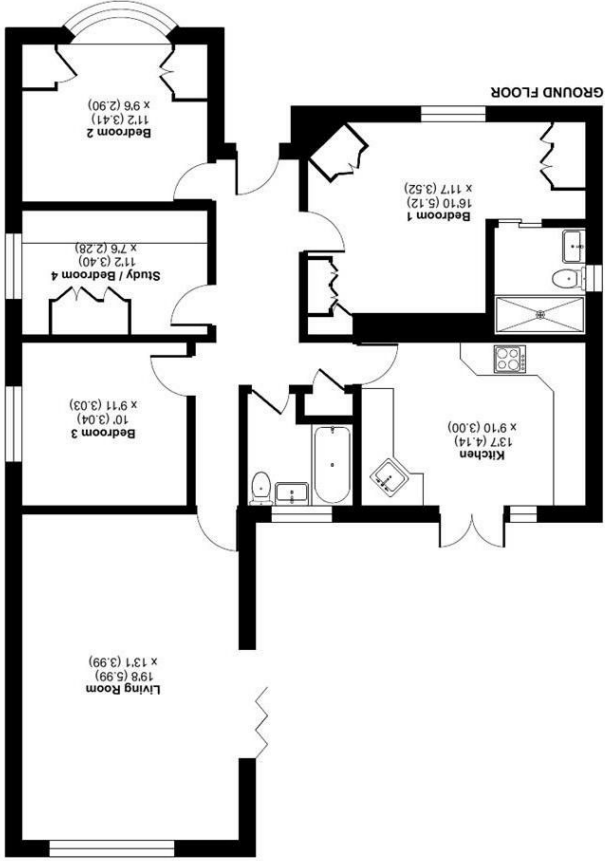 Living Room
19'8 (5.99)
x 13'1 (3.99)
Kitchen
13'7 (4.14)
x 9'10 (3.00)
Bedroom 3
10' (3.04)
x 9'11 (3.03)
Study / Bedroom 4
11'2 (3.40)
x 7'6 (2.28)
Bedroom 1
16'10 (5.12)
x 11'7 (3.52)
Bedroom 2
11'2 (3.41)
x 9'6 (2.90)
GROUND FLOOR